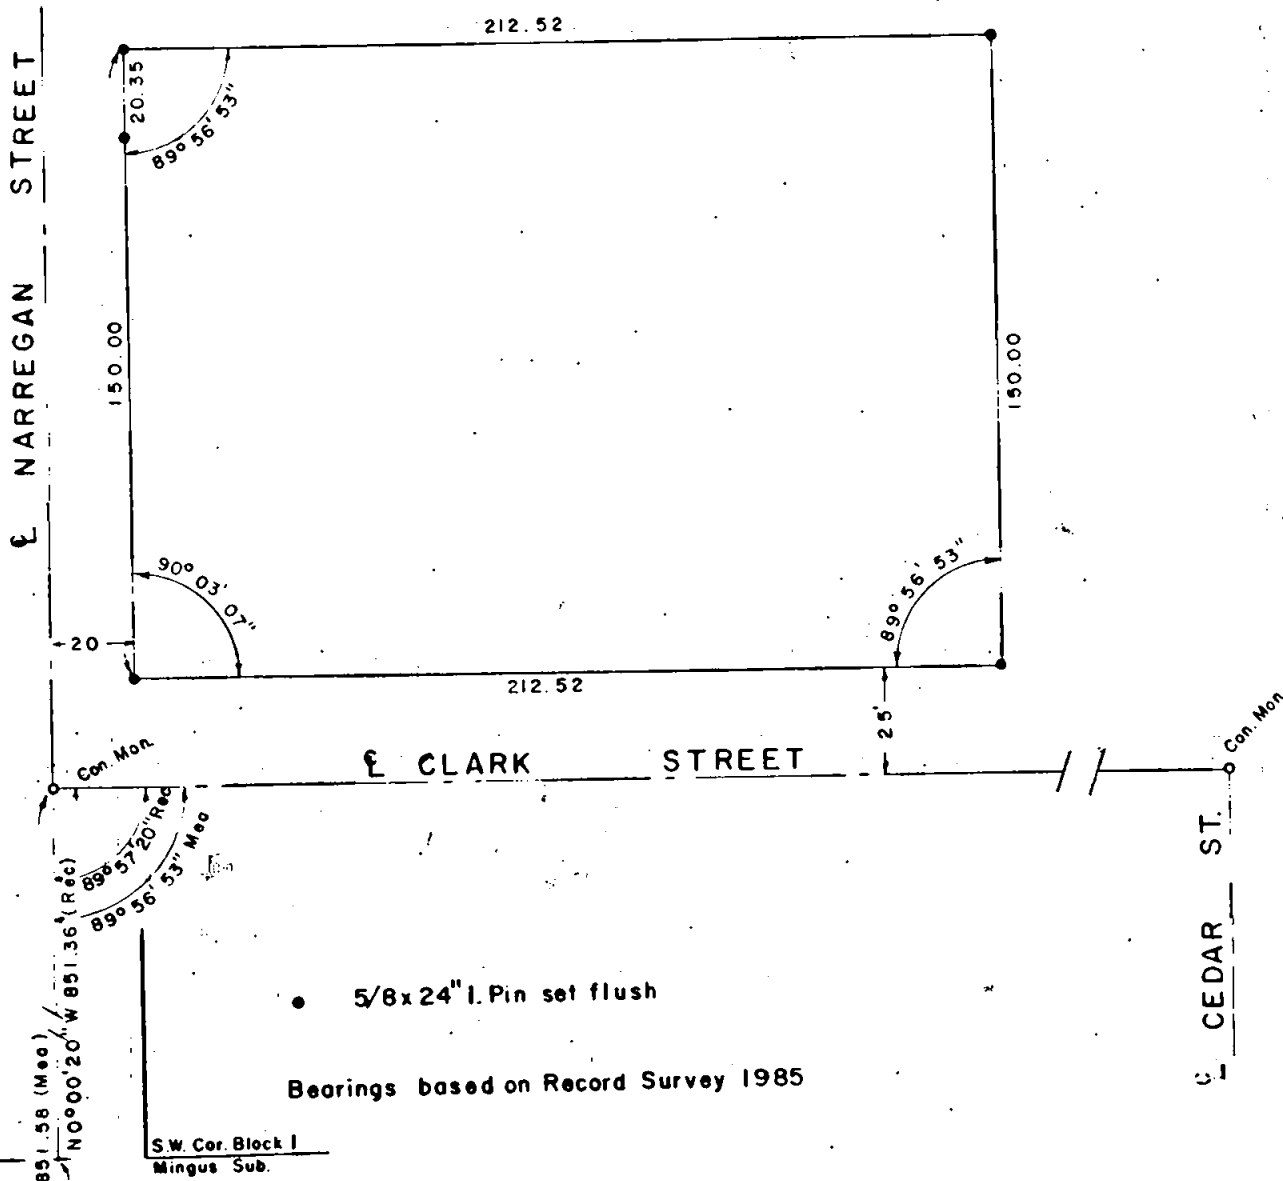 212.52
20.35
89° 56' 53"
℄ NARREGAN STREET
150.00
150.00
90° 03' 07"
89° 56' 53"
20
212.52
25'
Con. Mon.
℄ CLARK STREET
Con. Mon
89° 57' 20" Rec
89° 56' 53" Mea
℄ CEDAR ST.
851.58 (Mea)
N0°00'20"W 851.36 (Rec)
5/8 x 24" I. Pin set flush
Bearings based on Record Survey 1985
S.W. Cor. Block 1
Mingus Sub.